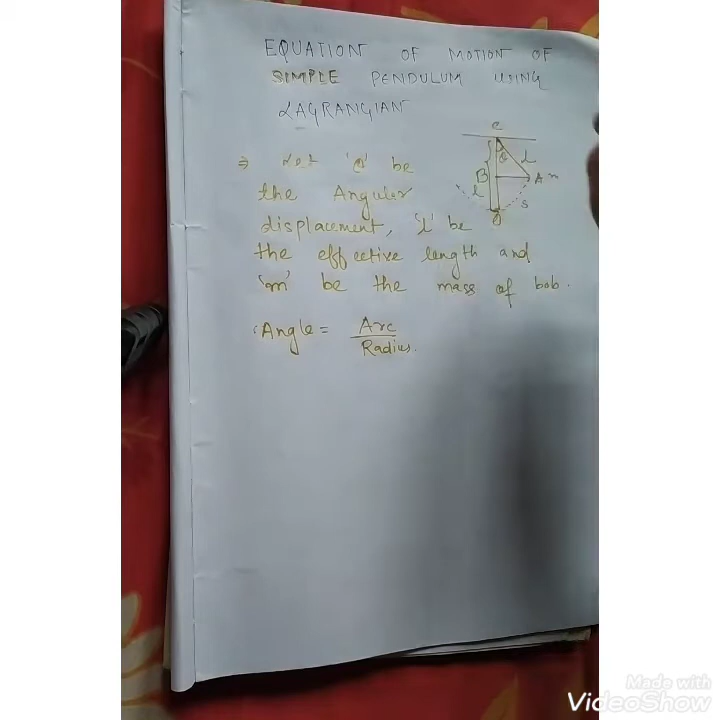 EQUATION OF MOTION OF
SIMPLE PENDULUM USING
LAGRANGIAN
⇒ Let 'θ' be
the Angular
displacement, 'l' be
the effective length and
'm' be the mass of bob.
Angle = Arc
Radius.
C
θ l
B A m
l
S
O
Made with
VideoShow